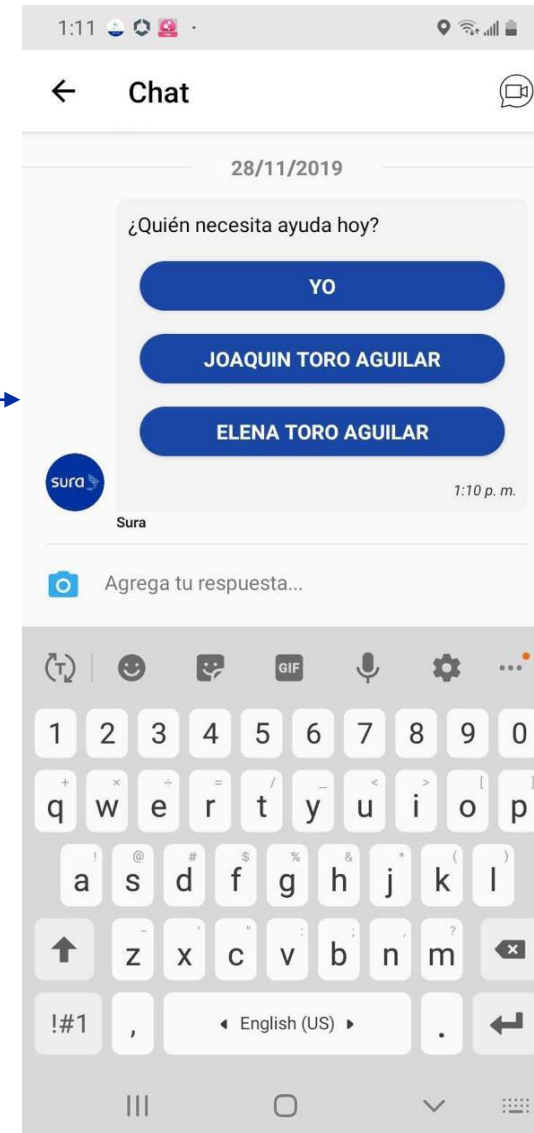 1:11
Chat
28/11/2019
¿Quién necesita ayuda hoy?
YO
JOAQUIN TORO AGUILAR
ELENA TORO AGUILAR
sura
1:10 p. m.
Sura
Agrega tu respuesta...
T GIF
1 2 3 4 5 6 7 8 9 0
+ × ÷ = / _ < > [ ]
q w e r t y u i o p
! @ # $ % & * ( )
a s d f g h j k l
- ' " : ; , ?
z x c v b n m
!#1 , English (US) .